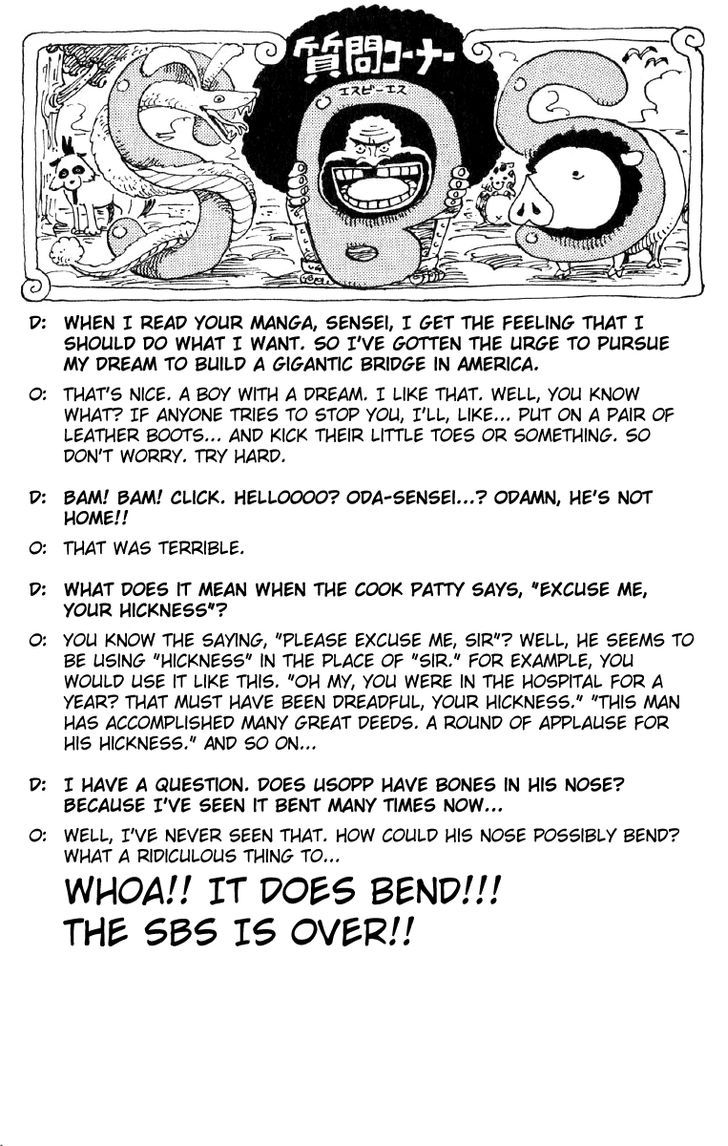 質問コーナー
エスビーエス
SBS
D: WHEN I READ YOUR MANGA, SENSEI, I GET THE FEELING THAT I
SHOULD DO WHAT I WANT. SO I'VE GOTTEN THE URGE TO PURSUE
MY DREAM TO BUILD A GIGANTIC BRIDGE IN AMERICA.
O: THAT'S NICE. A BOY WITH A DREAM. I LIKE THAT. WELL, YOU KNOW
WHAT? IF ANYONE TRIES TO STOP YOU, I'LL, LIKE... PUT ON A PAIR OF
LEATHER BOOTS... AND KICK THEIR LITTLE TOES OR SOMETHING. SO
DON'T WORRY. TRY HARD.
D: BAM! BAM! CLICK. HELLOOOO? ODA-SENSEI...? ODAMN, HE'S NOT
HOME!!
O: THAT WAS TERRIBLE.
D: WHAT DOES IT MEAN WHEN THE COOK PATTY SAYS, "EXCUSE ME,
YOUR HICKNESS"?
O: YOU KNOW THE SAYING, "PLEASE EXCUSE ME, SIR"? WELL, HE SEEMS TO
BE USING "HICKNESS" IN THE PLACE OF "SIR." FOR EXAMPLE, YOU
WOULD USE IT LIKE THIS. "OH MY, YOU WERE IN THE HOSPITAL FOR A
YEAR? THAT MUST HAVE BEEN DREADFUL, YOUR HICKNESS." "THIS MAN
HAS ACCOMPLISHED MANY GREAT DEEDS. A ROUND OF APPLAUSE FOR
HIS HICKNESS." AND SO ON...
D: I HAVE A QUESTION. DOES USOPP HAVE BONES IN HIS NOSE?
BECAUSE I'VE SEEN IT BENT MANY TIMES NOW...
O: WELL, I'VE NEVER SEEN THAT. HOW COULD HIS NOSE POSSIBLY BEND?
WHAT A RIDICULOUS THING TO...
WHOA!! IT DOES BEND!!!
THE SBS IS OVER!!